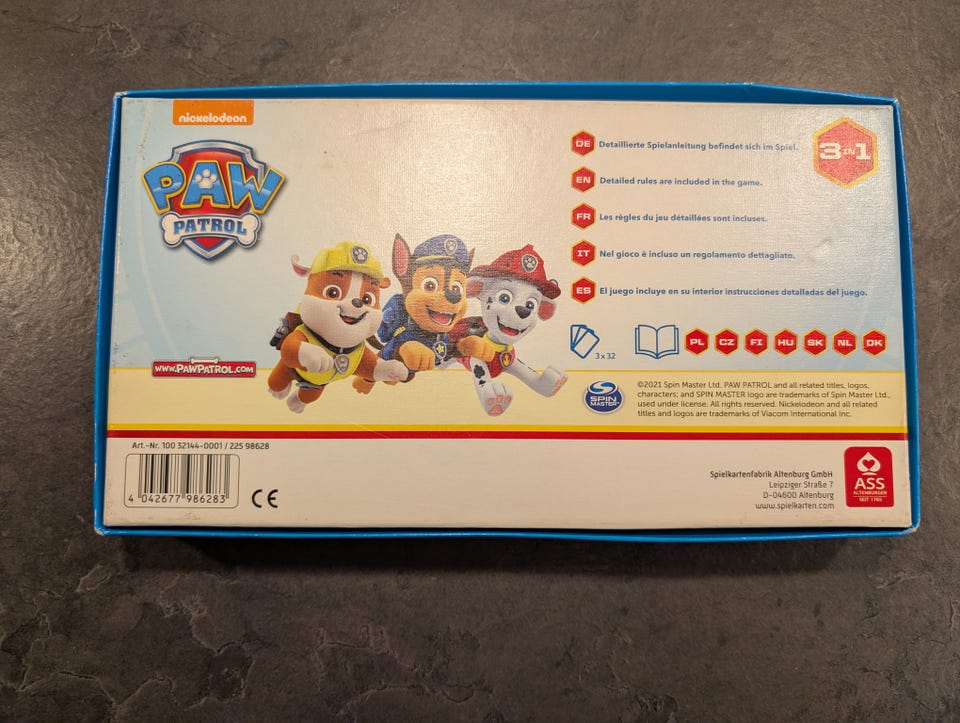 nickelodeon
PAW
PATROL
www.PAWPATROL.com
3 IN 1
DE Detaillierte Spielanleitung befindet sich im Spiel.
EN Detailed rules are included in the game.
FR Les règles du jeu détaillées sont incluses.
IT Nel gioco è incluso un regolamento dettagliato.
ES El juego incluye en su interior instrucciones detalladas del juego.
3 x 32
PL CZ FI HU SK NL DK
SPIN MASTER
©2021 Spin Master Ltd. PAW PATROL and all related titles, logos,
characters; and SPIN MASTER logo are trademarks of Spin Master Ltd.,
used under license. All rights reserved. Nickelodeon and all related
titles and logos are trademarks of Viacom International Inc.
Art.-Nr. 100 32144-0001 / 225 98628
4 042677 986283
CE
Spielkartenfabrik Altenburg GmbH
Leipziger Straße 7
D-04600 Altenburg
www.spielkarten.com
ASS
ALTENBURGER
SEIT 1765